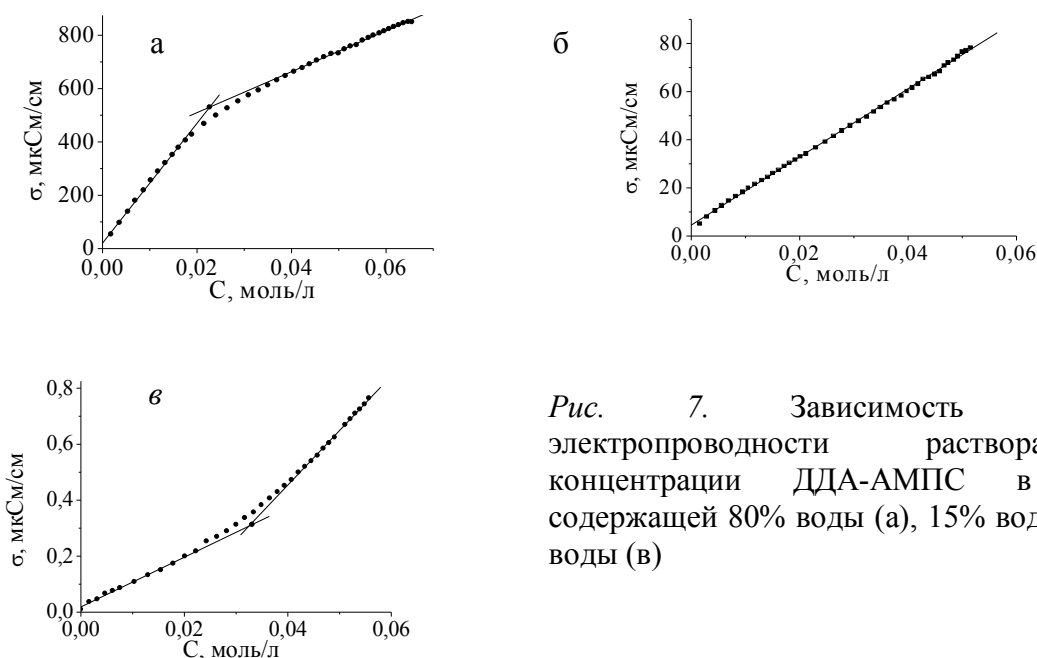 а
800
600
400
200
0
σ, мкСм/см
0,00 0,02 0,04 0,06
C, моль/л
б
80
60
40
20
0
σ, мкСм/см
0,00 0,02 0,04 0,06
C, моль/л
в
0,8
0,6
0,4
0,2
0,0
σ, мкСм/см
0,00 0,02 0,04 0,06
C, моль/л
Рис. 7. Зависимость
электропроводности раствора
концентрации ДДА-АМПС в
содержащей 80% воды (а), 15% вод
воды (в)